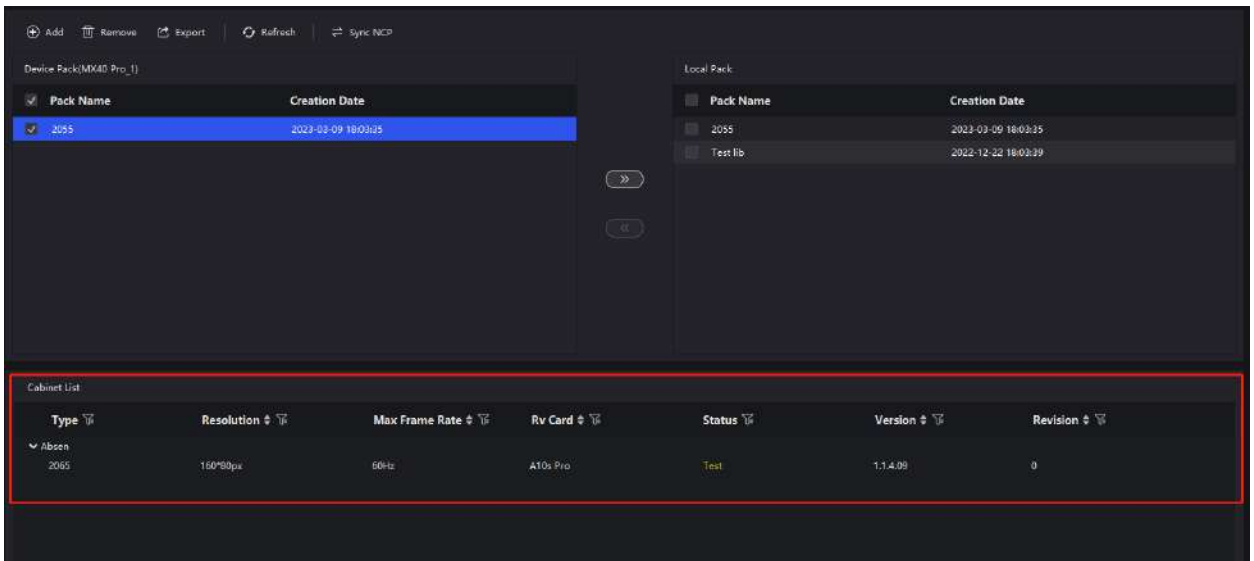 Add Remove Export Refresh Sync NCP
Device Pack(MX40 Pro_1)
Pack Name Creation Date
2055 2023-03-09 18:03:35
Local Pack
Pack Name Creation Date
2055 2023-03-09 18:03:35
Test lib 2022-12-22 18:03:39
Cabinet List
Type Resolution Max Frame Rate Rv Card Status Version Revision
Absen
2065 160*80px 60Hz A10s Pro Test 1.1.4.09 0